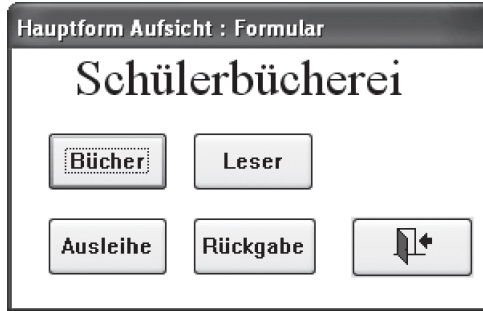 Hauptform Aufsicht : Formular
Schülerbücherei
Bücher Leser
Ausleihe Rückgabe